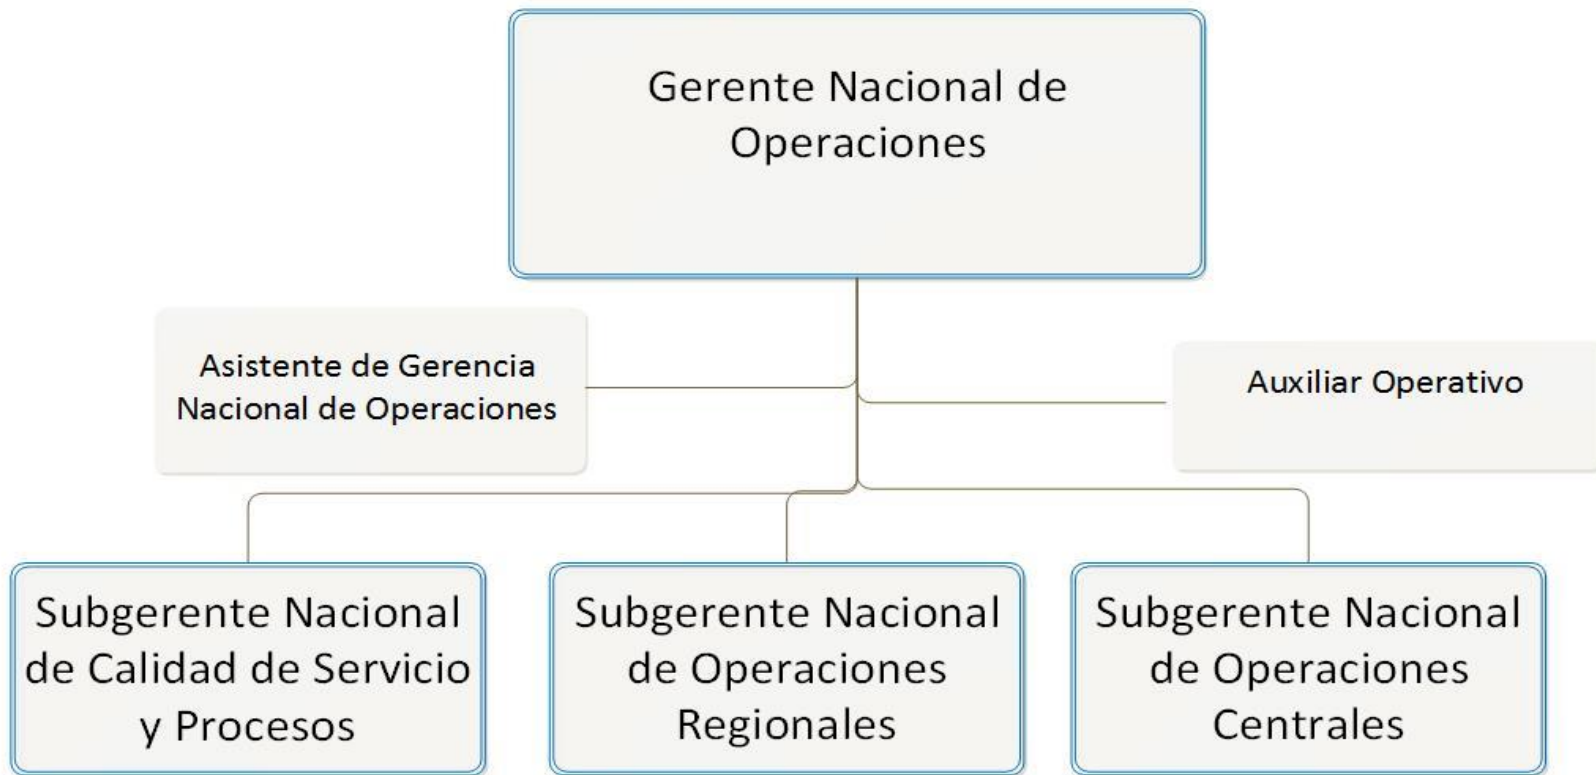 Gerente Nacional de
Operaciones
Asistente de Gerencia
Nacional de Operaciones
Auxiliar Operativo
Subgerente Nacional
de Calidad de Servicio
y Procesos
Subgerente Nacional
de Operaciones
Regionales
Subgerente Nacional
de Operaciones
Centrales